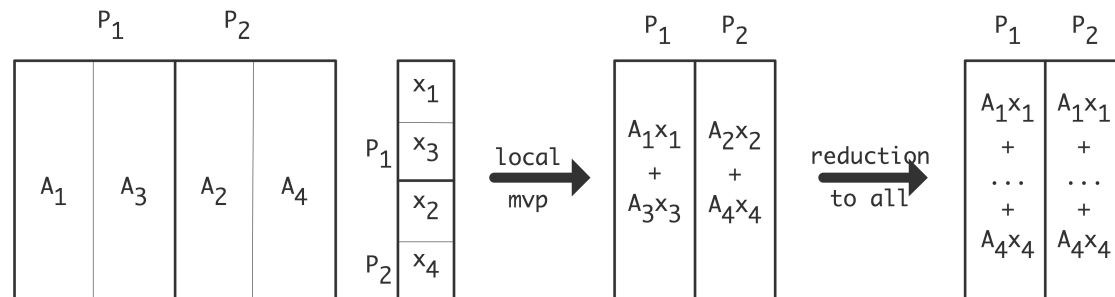 P1 P2
A1 A3 A2 A4
P1
P2
x1
x3
x2
x4
local
mvp
P1 P2
A1x1 A2x2
+ +
A3x3 A4x4
reduction
to all
P1 P2
A1x1 A1x1
+ +
... ...
+ +
A4x4 A4x4